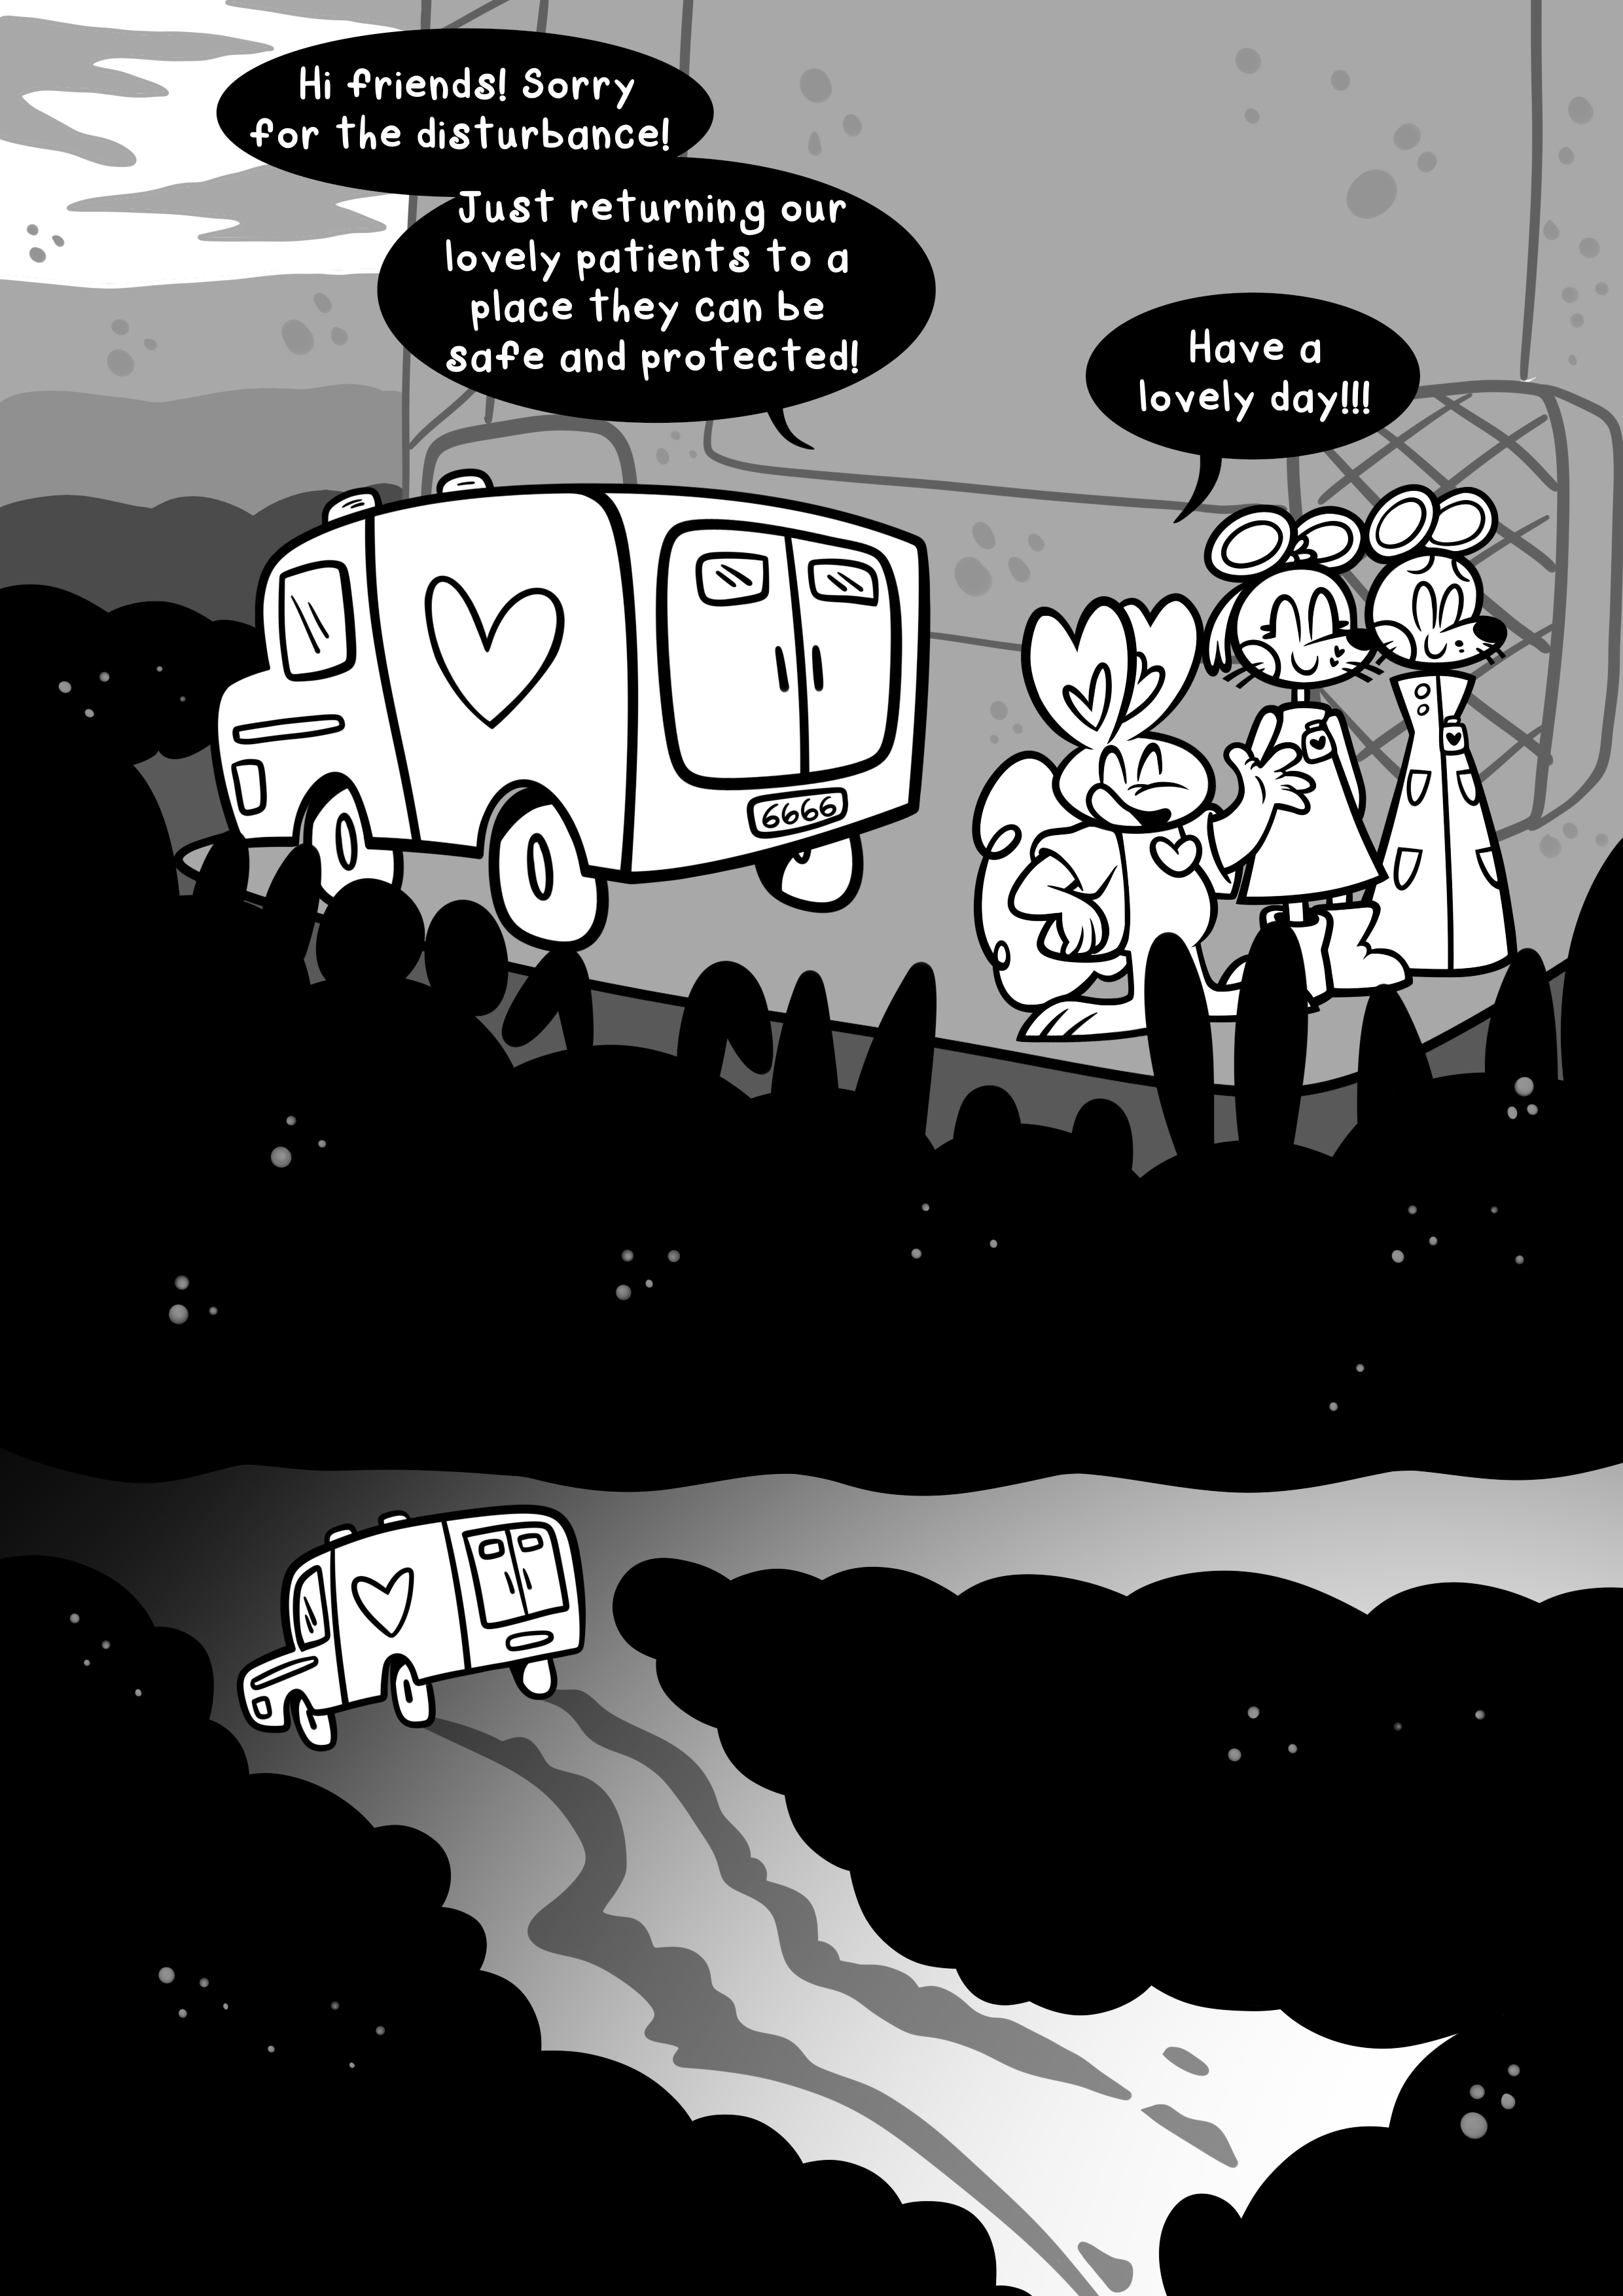 Hi friends! Sorry
for the disturbance!
Just returning our
lovely patients to a
place they can be
safe and protected!
Have a
lovely day!!!
6666